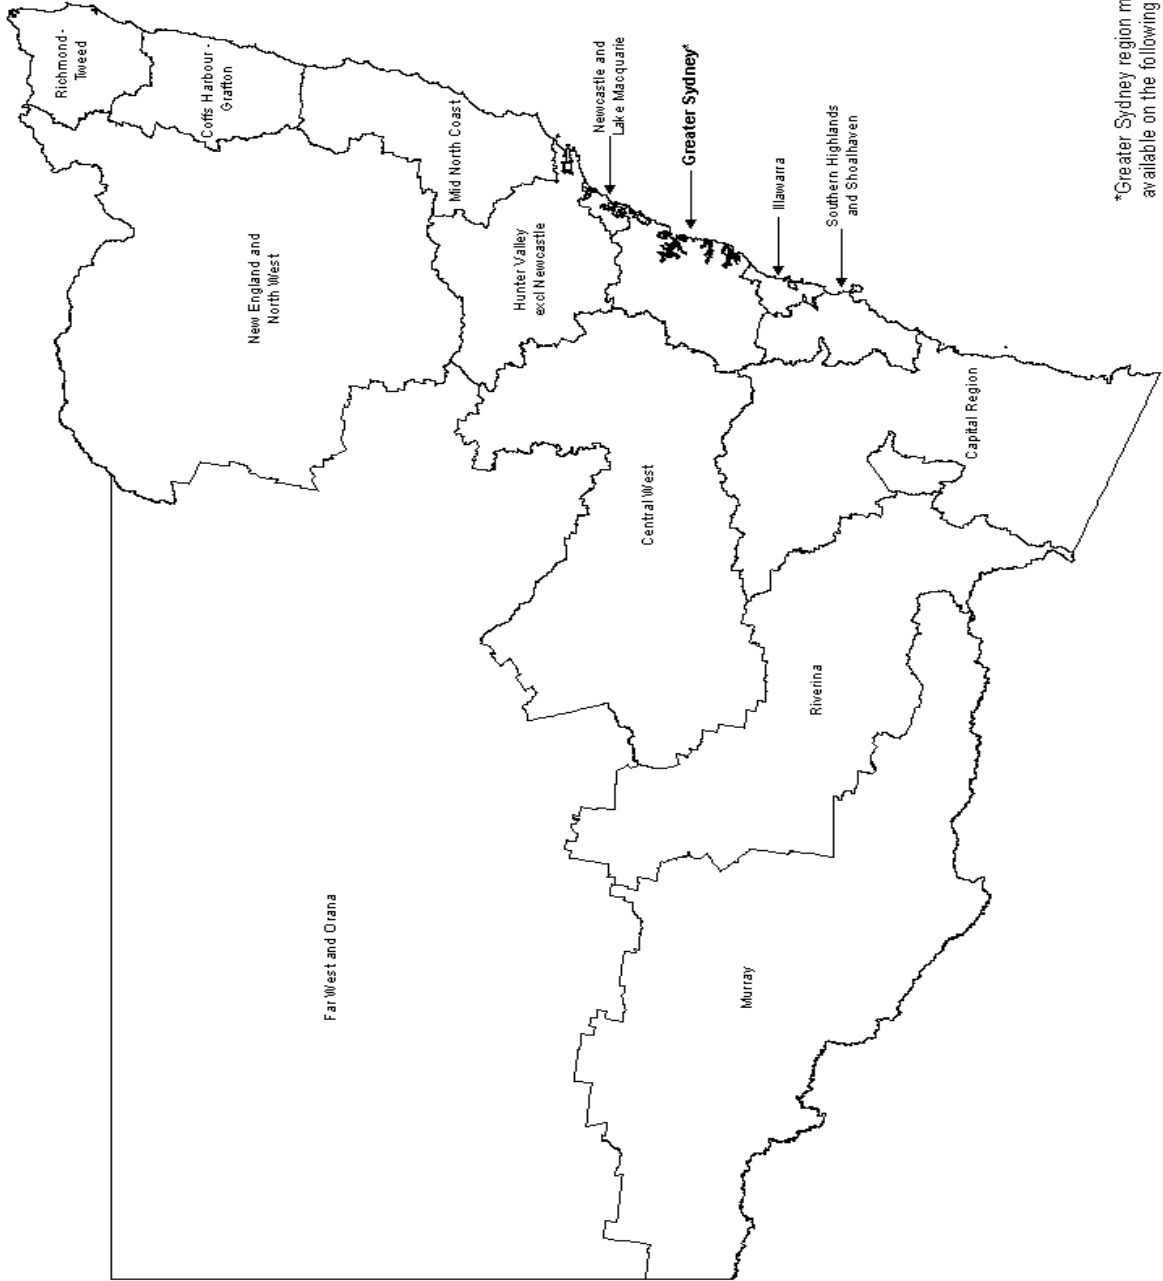 Richmond-
Tweed
Coffs Harbour -
Grafton
New England and
North West
Mid North Coast
Newcastle and
Lake Macquarie
Greater Sydney*
Hunter Valley
excl Newcastle
Illawarra
Southern Highlands
and Shoalhaven
Capital Region
Central West
Riverina
Far West and Orana
Murray
*Greater Sydney region m
available on the following